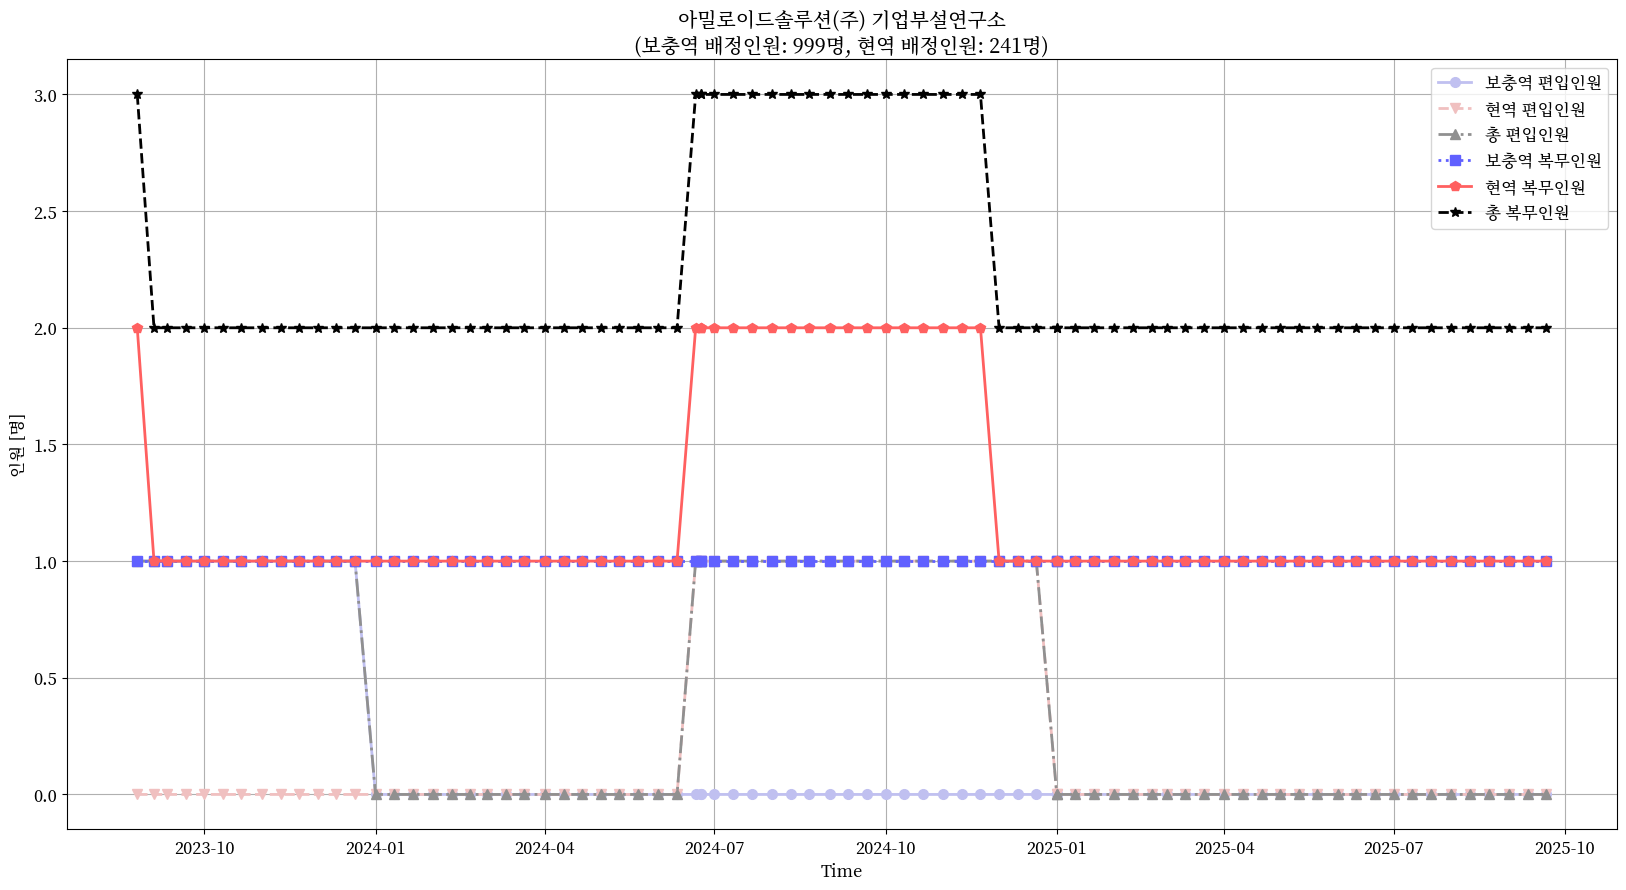 아밀로이드솔루션(주) 기업부설연구소
(보충역 배정인원: 999명, 현역 배정인원: 241명)
보충역 편입인원
현역 편입인원
총 편입인원
보충역 복무인원
현역 복무인원
총 복무인원
인원 [명]
3.0
2.5
2.0
1.5
1.0
0.5
0.0
2023-10
2024-01
2024-04
2024-07
2024-10
2025-01
2025-04
2025-07
2025-10
Time